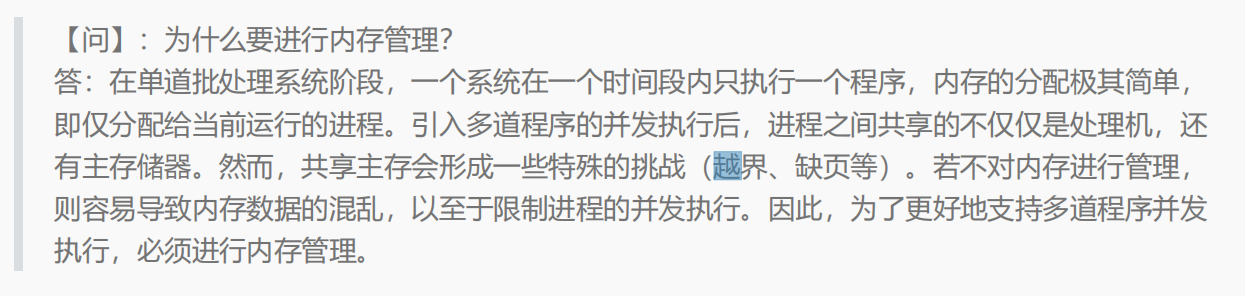 【问】：为什么要进行内存管理？
答：在单道批处理系统阶段，一个系统在一个时间段内只执行一个程序，内存的分配极其简单，
即仅分配给当前运行的进程。引入多道程序的并发执行后，进程之间共享的不仅仅是处理机，还
有主存储器。然而，共享主存会形成一些特殊的挑战（越界、缺页等）。若不对内存进行管理，
则容易导致内存数据的混乱，以至于限制进程的并发执行。因此，为了更好地支持多道程序并发
执行，必须进行内存管理。